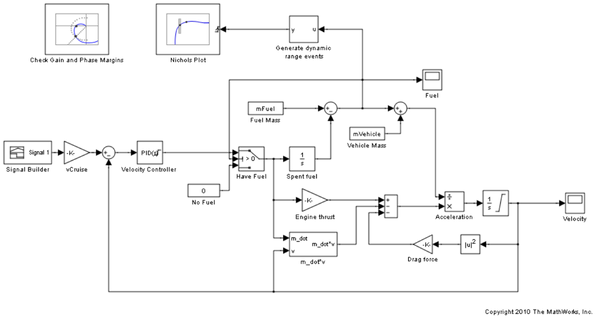 Check Gain and Phase Margins
Nichols Plot
y
u
Generate dynamic
range events
Fuel
mFuel
Fuel Mass
mVehicle
Vehicle Mass
Signal 1
Signal Builder
-K-
vCruise
PID(s)
Velocity Controller
> 0
Have Fuel
1
s
Spent fuel
0
No Fuel
-K-
Engine thrust
Acceleration
1
s
Velocity
m_dot
v
m_dot*v
m_dot*v
-K-
Drag force
|u|2
Copyright 2010 The MathWorks, Inc.